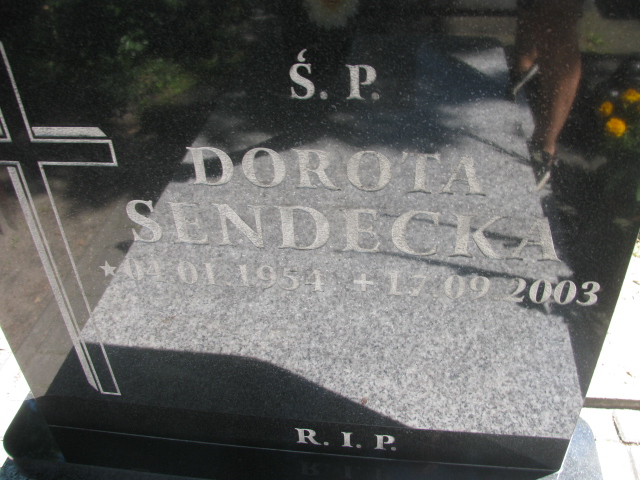 Ś. P.
DOROTA
SENDECKA
★ 04 01 1954 + 17 09 2003
R. I. P.